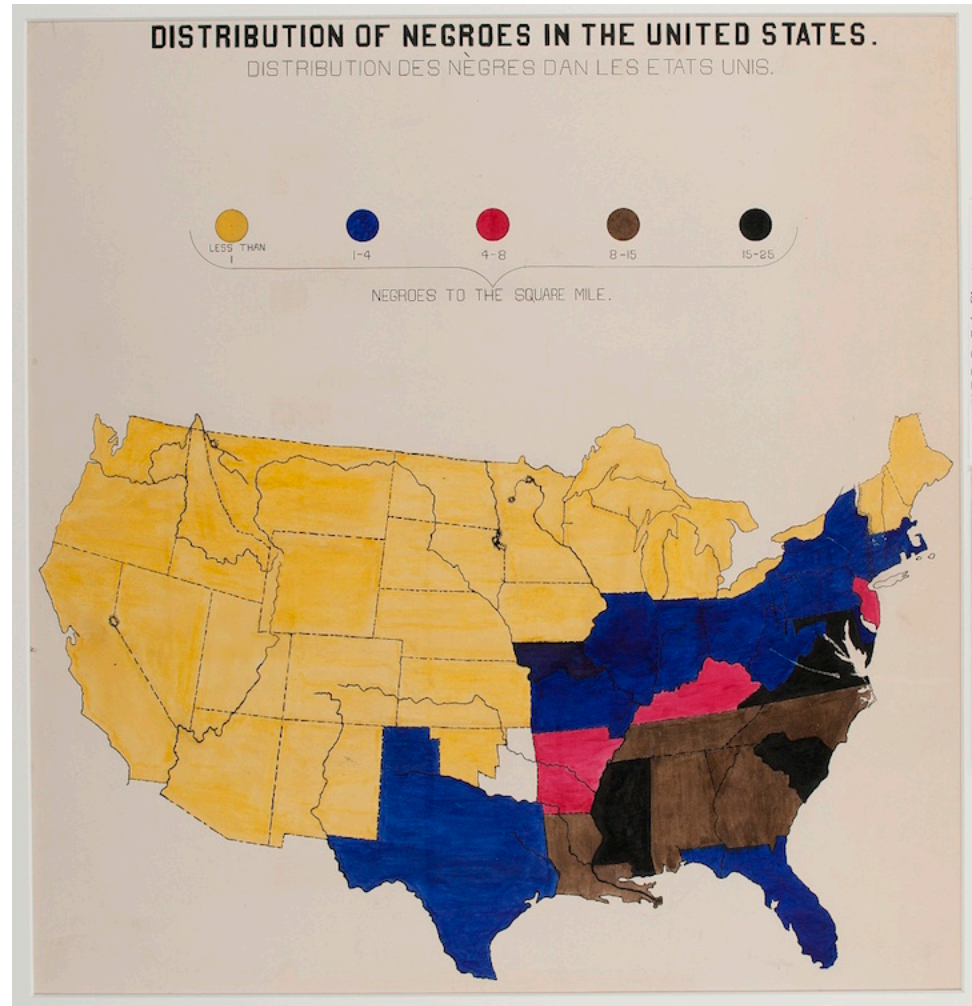 DISTRIBUTION OF NEGROES IN THE UNITED STATES.
DISTRIBUTION DES NÈGRES DAN LES ETATS UNIS.
LESS THAN
1
1-4
4-8
8-15
15-25
NEGROES TO THE SQUARE MILE.